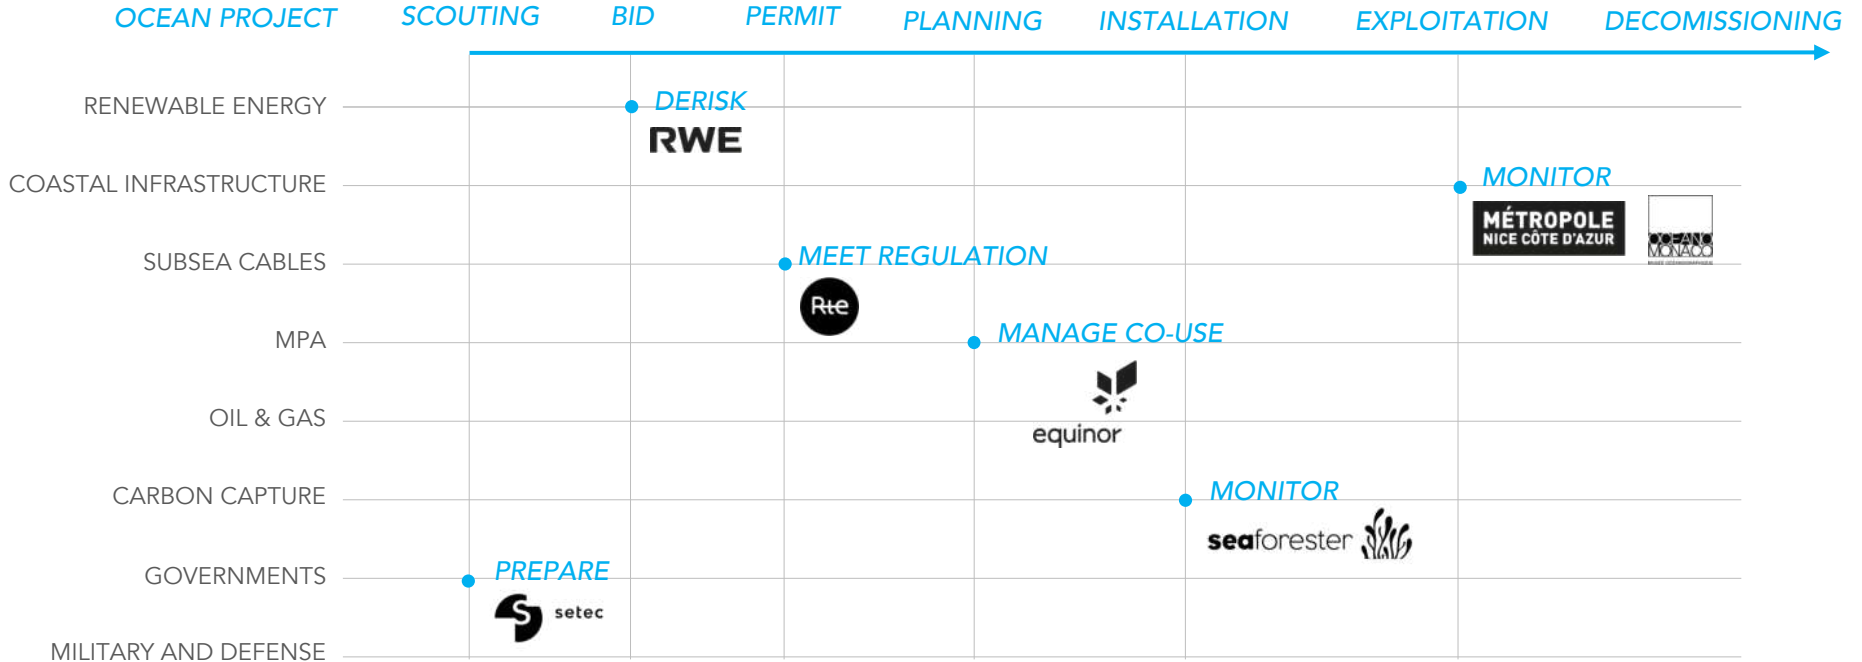 OCEAN PROJECT SCOUTING BID PERMIT PLANNING INSTALLATION EXPLOITATION DECOMISSIONING
RENEWABLE ENERGY DERISK
RWE
COASTAL INFRASTRUCTURE MONITOR
MÉTROPOLE
NICE CÔTE D'AZUR
OCEANO
MONACO
SUBSEA CABLES MEET REGULATION
Rte
MPA MANAGE CO-USE
OIL & GAS
equinor
CARBON CAPTURE MONITOR
seaforester
GOVERNMENTS PREPARE
S setec
MILITARY AND DEFENSE